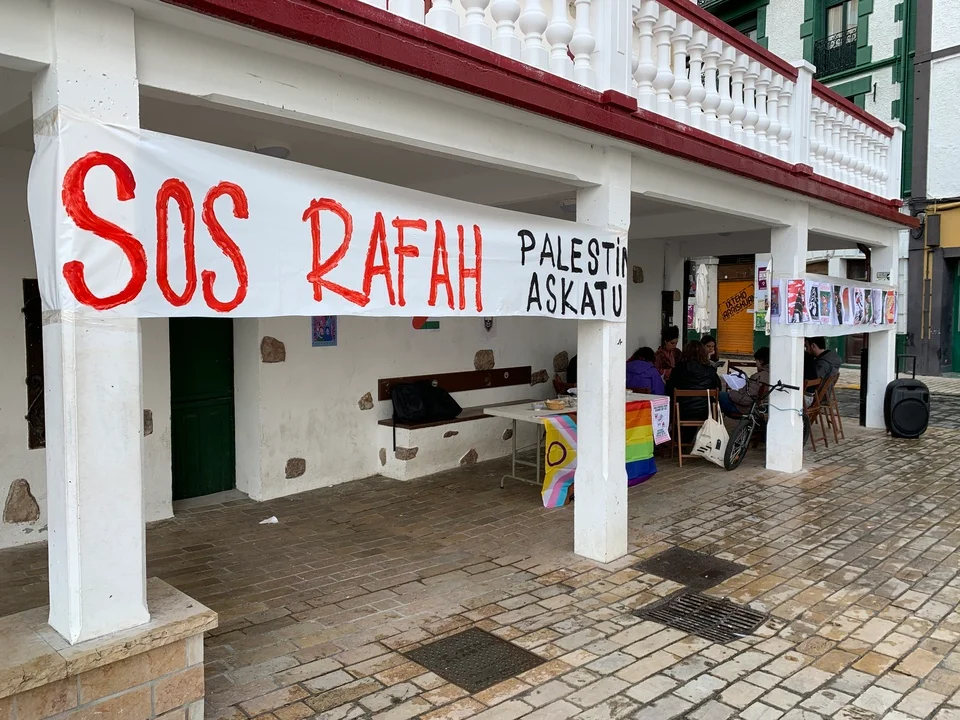 SOS RAFAH
PALESTIN
ASKATU